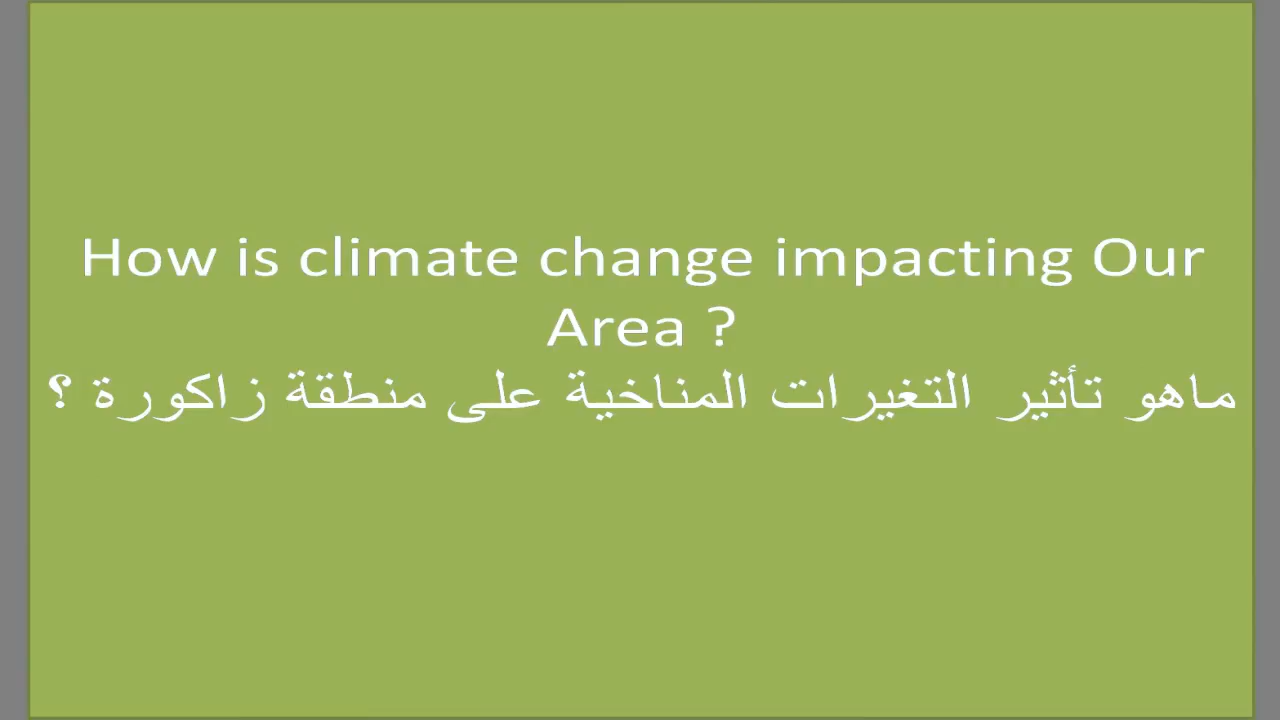 How is climate change impacting Our
Area ?
ماهو تأثير التغيرات المناخية على منطقة زاكورة ؟